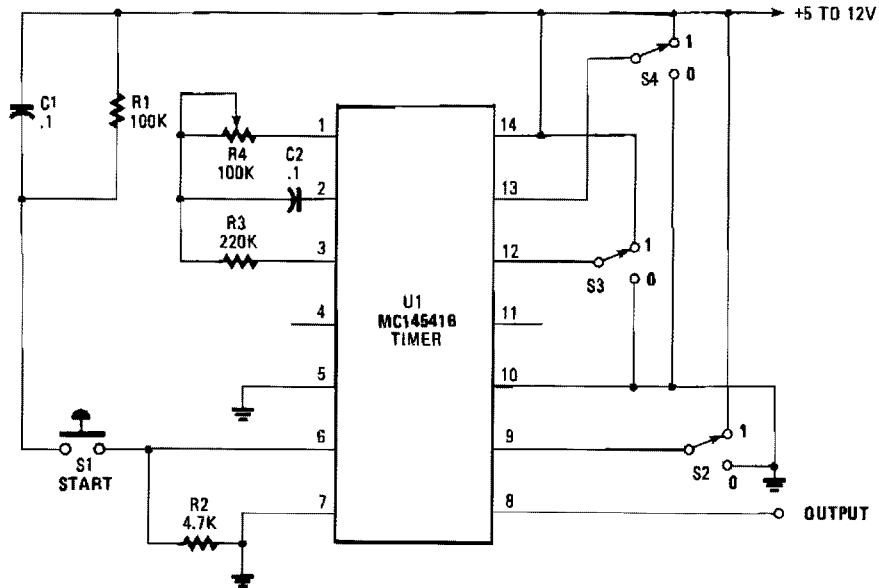 +5 TO 12V
C1
.1
R1
100K
1
0
S4
R4
100K
C2
.1
R3
220K
1
2
3
4
5
6
7
14
13
12
11
10
9
8
U1
MC14541B
TIMER
1
0
S3
1
0
S2
S1
START
R2
4.7K
OUTPUT